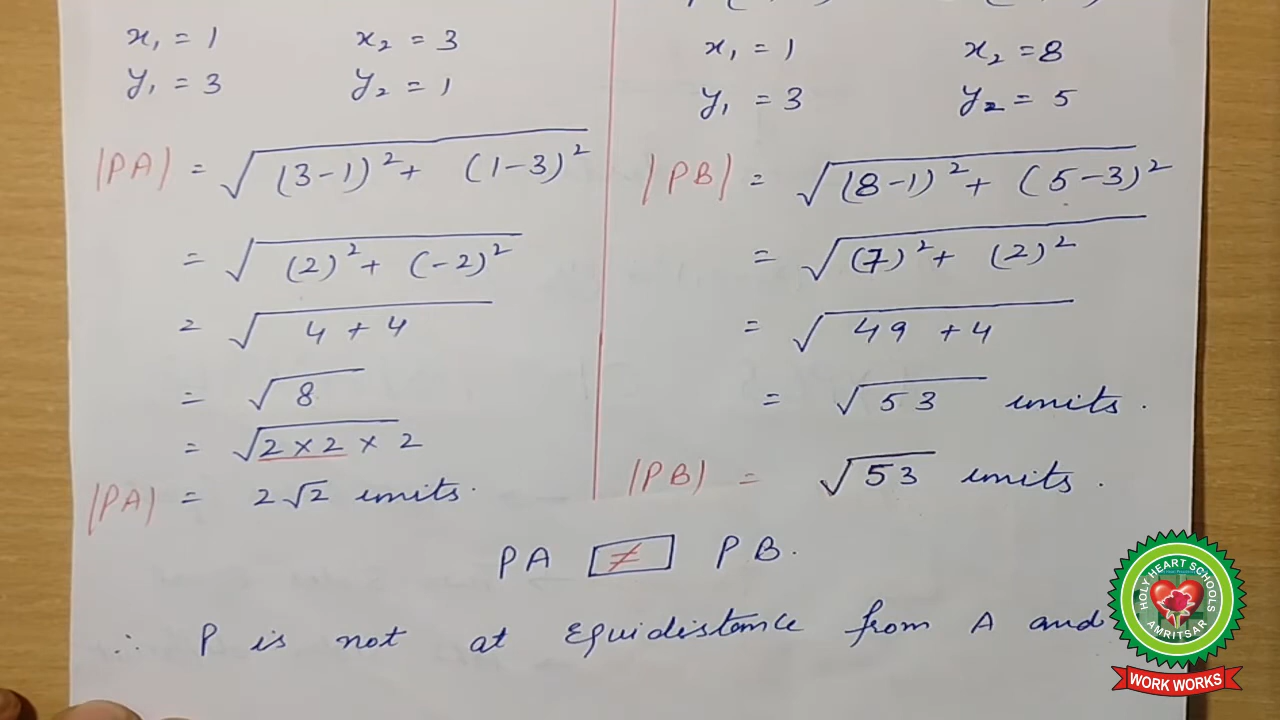 x₁ = 1 x₂ = 3
y₁ = 3 y₂ = 1
|PA| = √(3-1)² + (1-3)²
= √(2)² + (-2)²
= √4 + 4
= √8
= √2 × 2 × 2
|PA| = 2√2 units.
x₁ = 1 x₂ = 8
y₁ = 3 y₂ = 5
|PB| = √(8-1)² + (5-3)²
= √(7)² + (2)²
= √49 + 4
= √53 units.
|PB| = √53 units.
PA ≠ PB.
∴ P is not at Equidistance from A and
HOLY HEART SCHOOLS
AMRITSAR
WORK WORKS